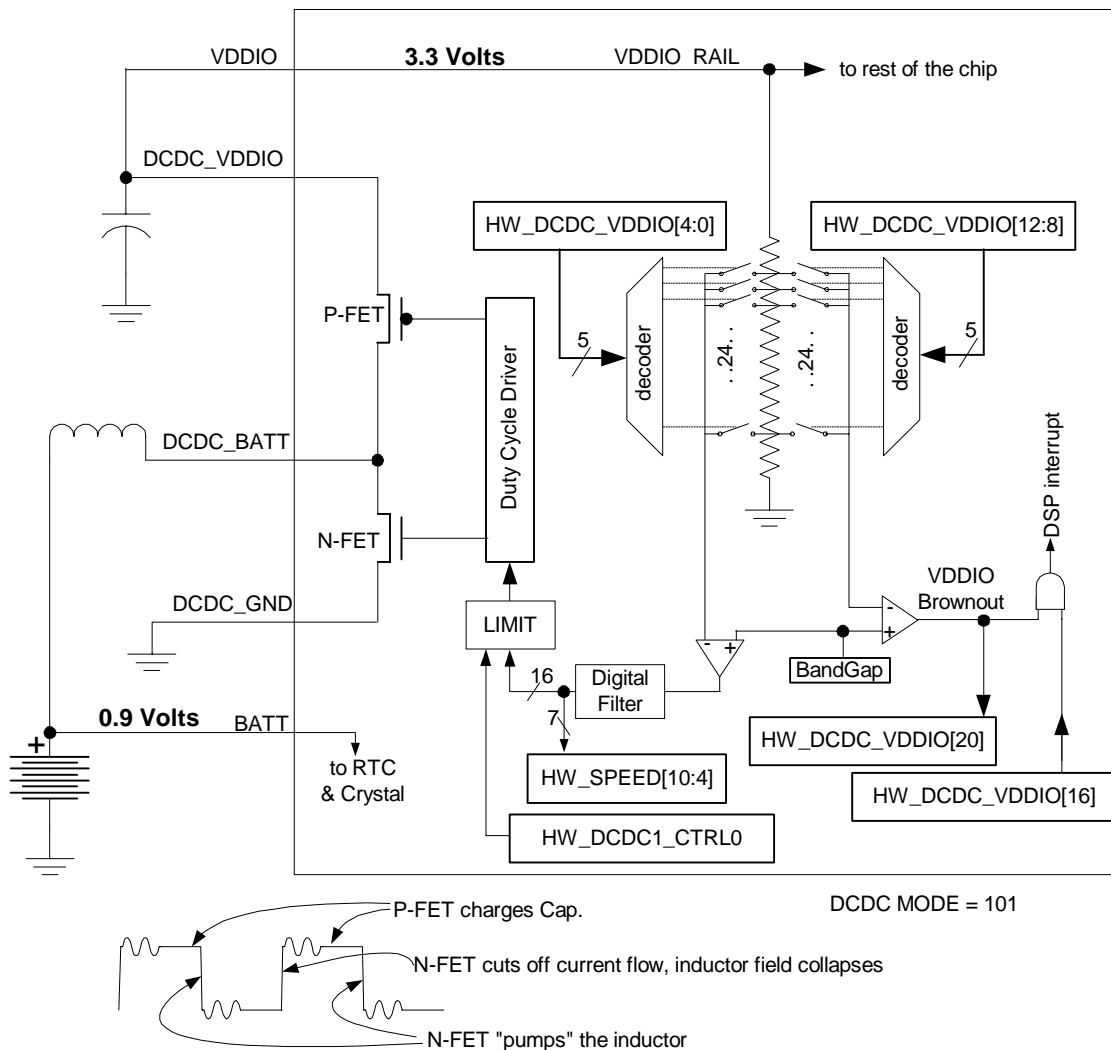 VDDIO
3.3 Volts
VDDIO_RAIL
to rest of the chip
DCDC_VDDIO
HW_DCDC_VDDIO[4:0]
HW_DCDC_VDDIO[12:8]
P-FET
5
decoder
. .24. .
. .24. .
decoder
5
Duty Cycle Driver
DCDC_BATT
N-FET
DSP interrupt
DCDC_GND
VDDIO
Brownout
LIMIT
- +
-
+
BandGap
16
Digital
Filter
7
0.9 Volts
BATT
+
to RTC
& Crystal
HW_SPEED[10:4]
HW_DCDC_VDDIO[20]
HW_DCDC_VDDIO[16]
HW_DCDC1_CTRL0
DCDC MODE = 101
P-FET charges Cap.
N-FET cuts off current flow, inductor field collapses
N-FET "pumps" the inductor